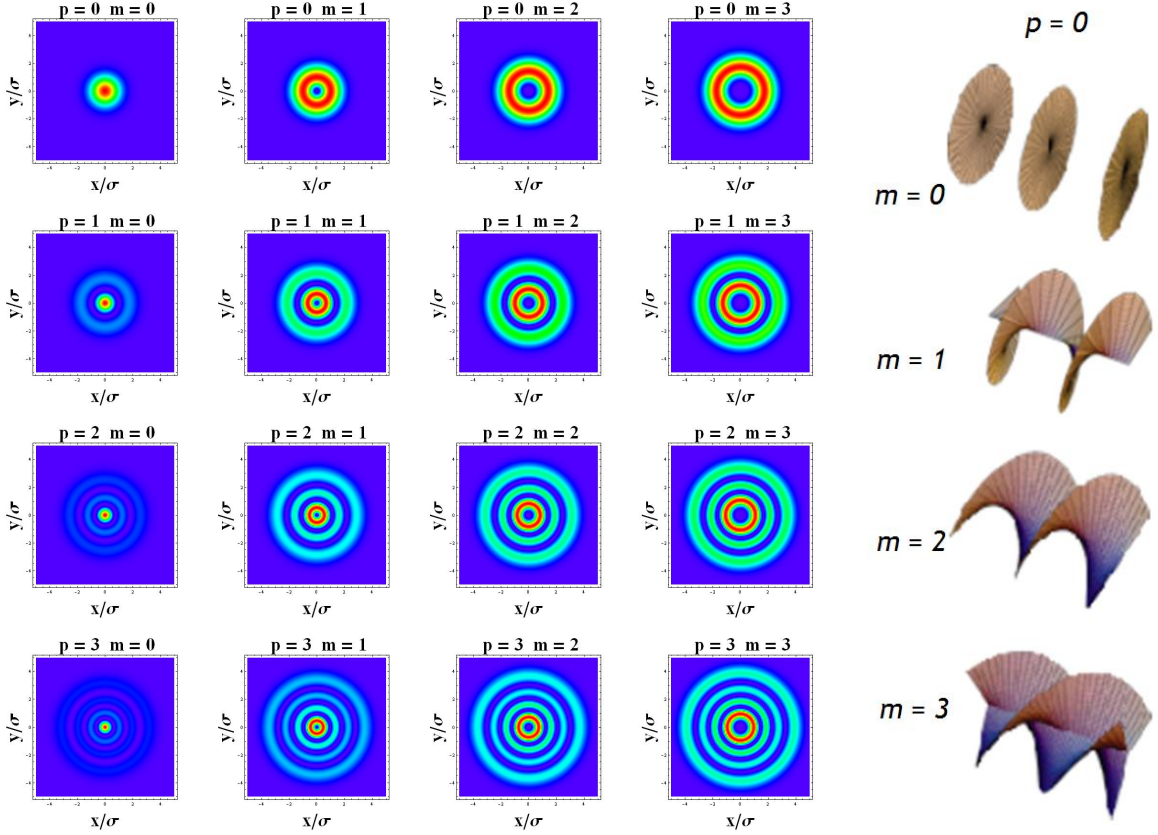 p = 0 m = 0
p = 0 m = 1
p = 0 m = 2
p = 0 m = 3
p = 0
y/σ
y/σ
y/σ
y/σ
m = 0
x/σ
x/σ
x/σ
x/σ
p = 1 m = 0
p = 1 m = 1
p = 1 m = 2
p = 1 m = 3
y/σ
y/σ
y/σ
y/σ
m = 1
x/σ
x/σ
x/σ
x/σ
p = 2 m = 0
p = 2 m = 1
p = 2 m = 2
p = 2 m = 3
y/σ
y/σ
y/σ
y/σ
m = 2
x/σ
x/σ
x/σ
x/σ
p = 3 m = 0
p = 3 m = 1
p = 3 m = 2
p = 3 m = 3
y/σ
y/σ
y/σ
y/σ
m = 3
x/σ
x/σ
x/σ
x/σ